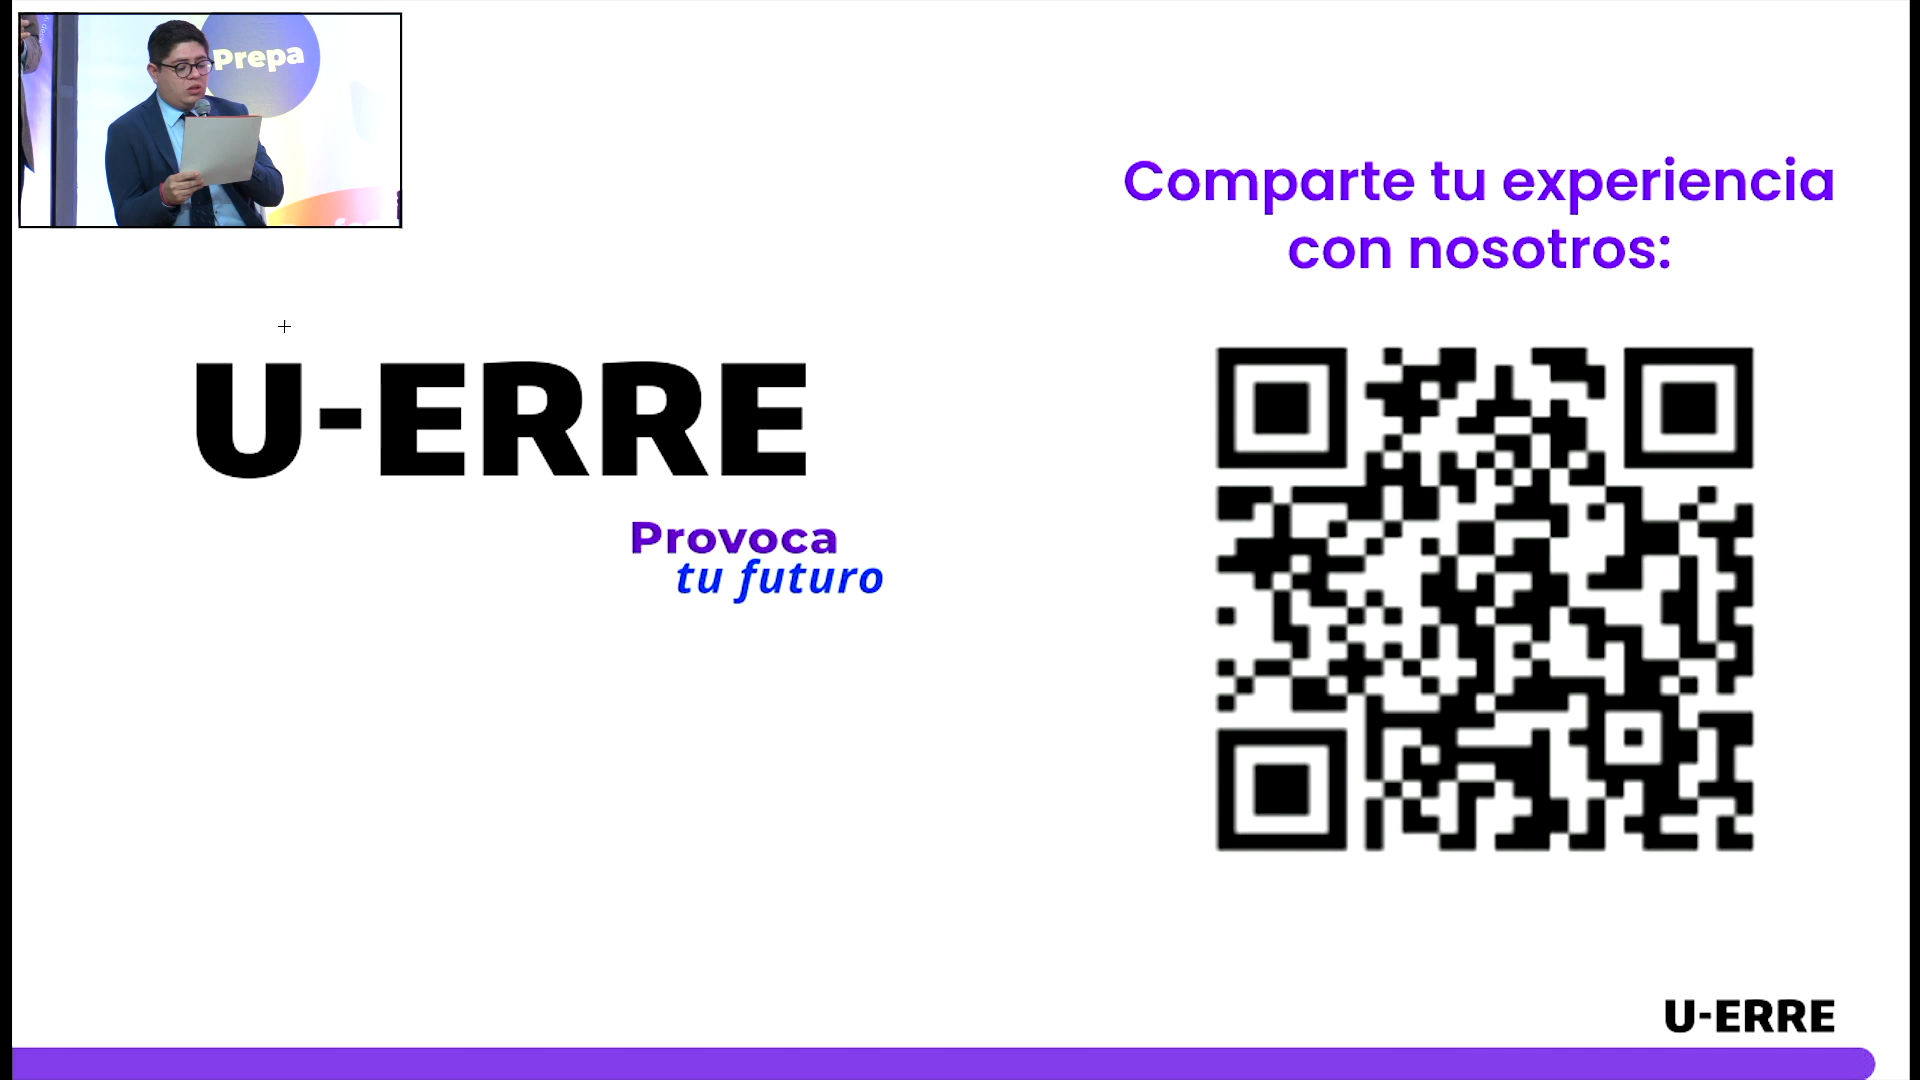 Prepa
Comparte tu experiencia
con nosotros:
U-ERRE
Provoca
tu futuro
U-ERRE